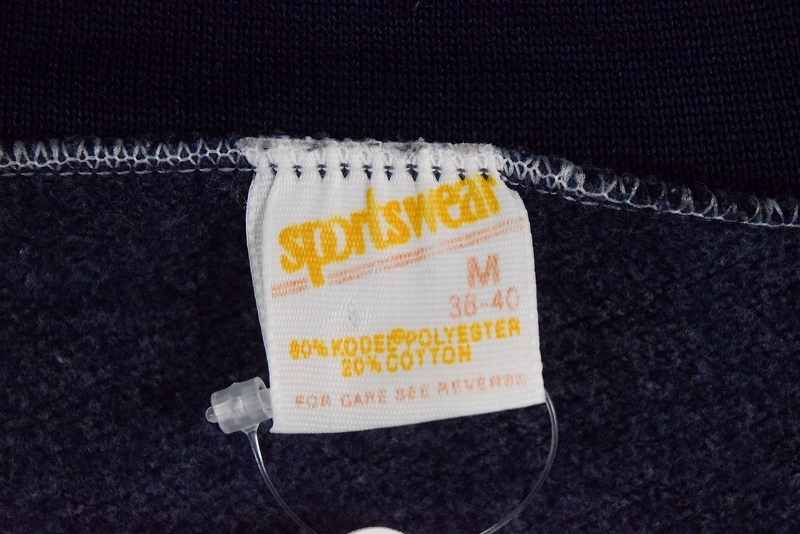 sportswear
M
38-40
80% KODEL® POLYESTER
20% COTTON
FOR CARE SEE REVERSE